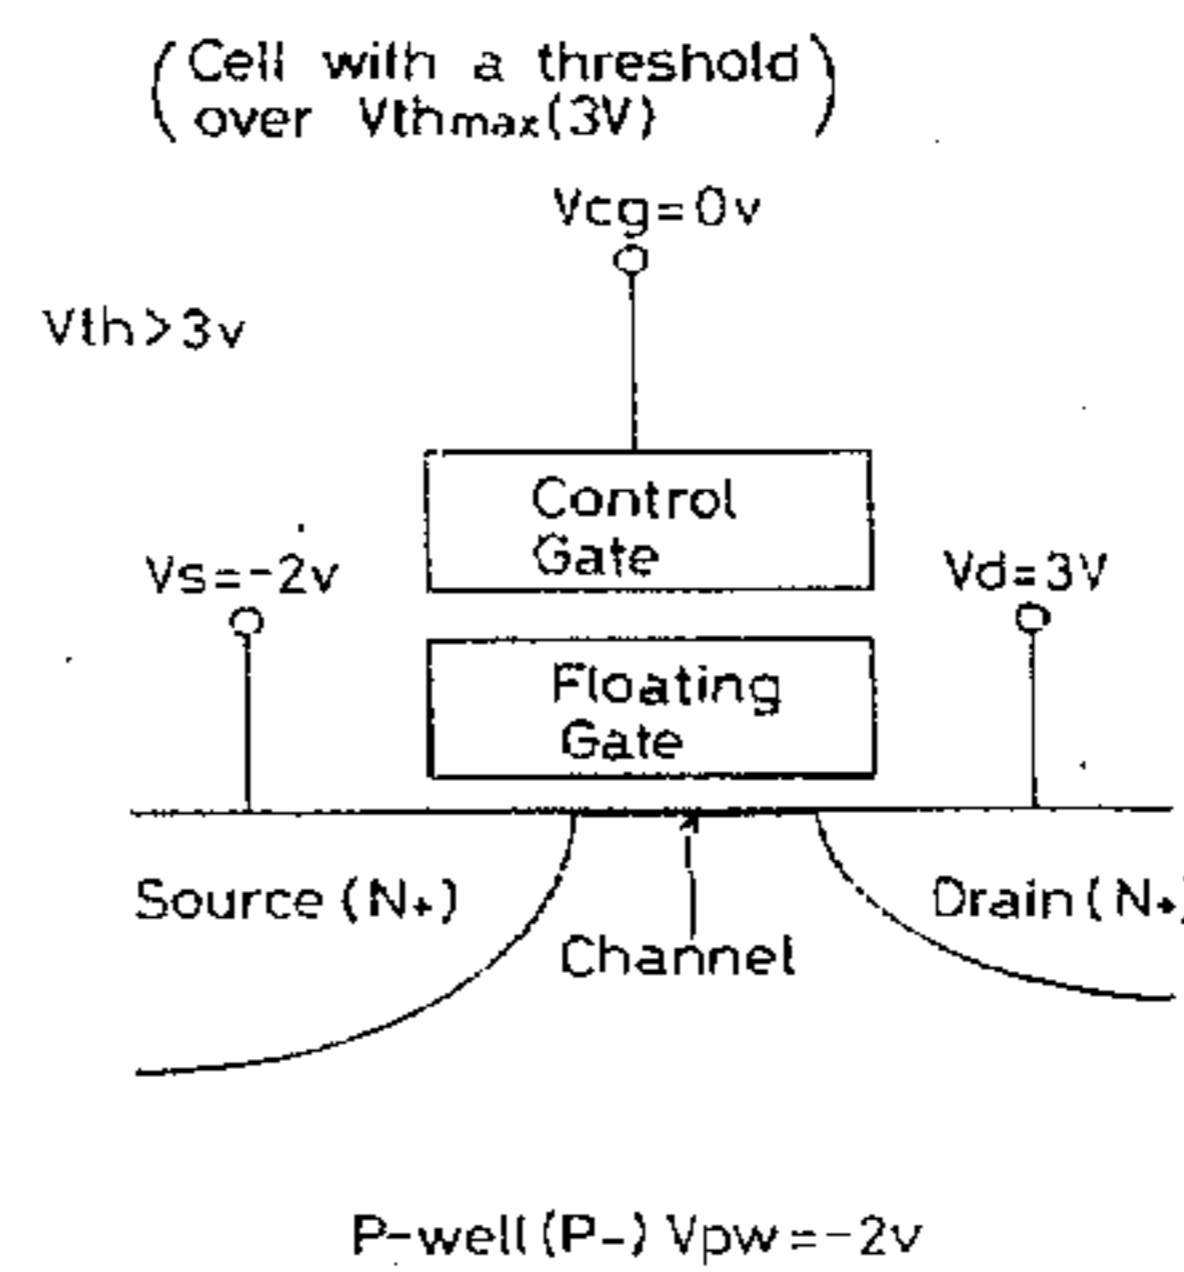 (Cell with a threshold
over Vthmax(3V))
Vcg=0v
Vth>3v
Control
Gate
Vs=-2v
Vd=3V
Floating
Gate
Source (N+)
Drain (N+)
Channel
P-well(P-) Vpw=-2v